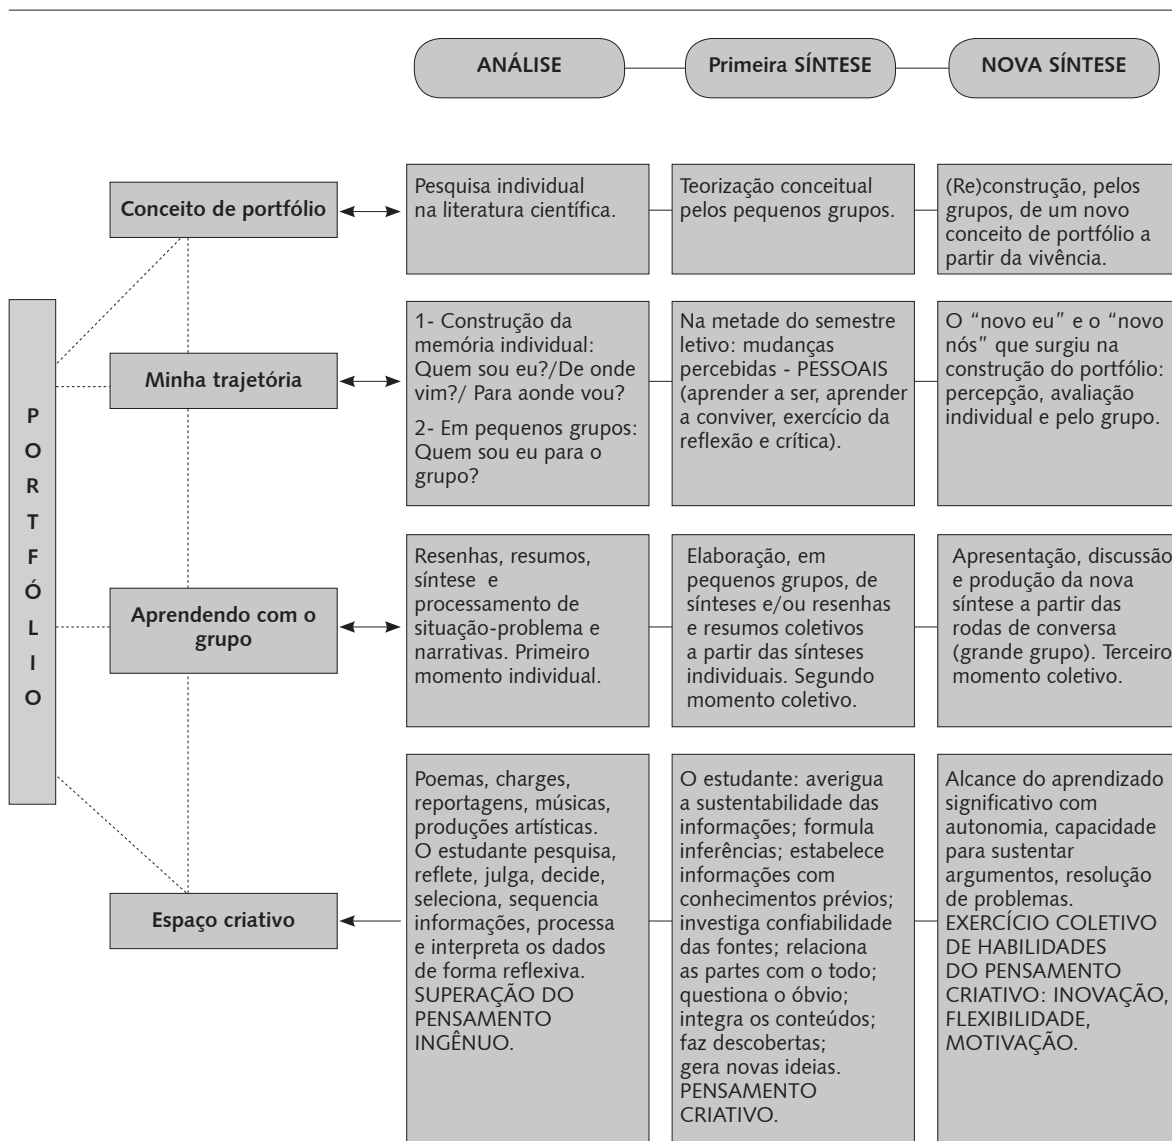 ANÁLISE
Primeira SÍNTESE
NOVA SÍNTESE
Conceito de portfólio
Pesquisa individual
na literatura científica.
Teorização conceitual
pelos pequenos grupos.
(Re)construção, pelos
grupos, de um novo
conceito de portfólio a
partir da vivência.
PORTFÓLIO
Minha trajetória
1- Construção da
memória individual:
Quem sou eu?/De onde
vim?/ Para aonde vou?
2- Em pequenos grupos:
Quem sou eu para o
grupo?
Na metade do semestre
letivo: mudanças
percebidas - PESSOAIS
(aprender a ser, aprender
a conviver, exercício da
reflexão e crítica).
O “novo eu” e o “novo
nós” que surgiu na
construção do portfólio:
percepção, avaliação
individual e pelo grupo.
Aprendendo com o
grupo
Resenhas, resumos,
síntese e
processamento de
situação-problema e
narrativas. Primeiro
momento individual.
Elaboração, em
pequenos grupos, de
sínteses e/ou resenhas
e resumos coletivos
a partir das sínteses
individuais. Segundo
momento coletivo.
Apresentação, discussão
e produção da nova
síntese a partir das
rodas de conversa
(grande grupo). Terceiro
momento coletivo.
Espaço criativo
Poemas, charges,
reportagens, músicas,
produções artísticas.
O estudante pesquisa,
reflete, julga, decide,
seleciona, sequencia
informações, processa
e interpreta os dados
de forma reflexiva.
SUPERAÇÃO DO
PENSAMENTO
INGÊNUO.
O estudante: averigua
a sustentabilidade das
informações; formula
inferências; estabelece
informações com
conhecimentos prévios;
investiga confiabilidade
das fontes; relaciona
as partes com o todo;
questiona o óbvio;
integra os conteúdos;
faz descobertas;
gera novas ideias.
PENSAMENTO
CRIATIVO.
Alcance do aprendizado
significativo com
autonomia, capacidade
para sustentar
argumentos, resolução
de problemas.
EXERCÍCIO COLETIVO
DE HABILIDADES
DO PENSAMENTO
CRIATIVO: INOVAÇÃO,
FLEXIBILIDADE,
MOTIVAÇÃO.